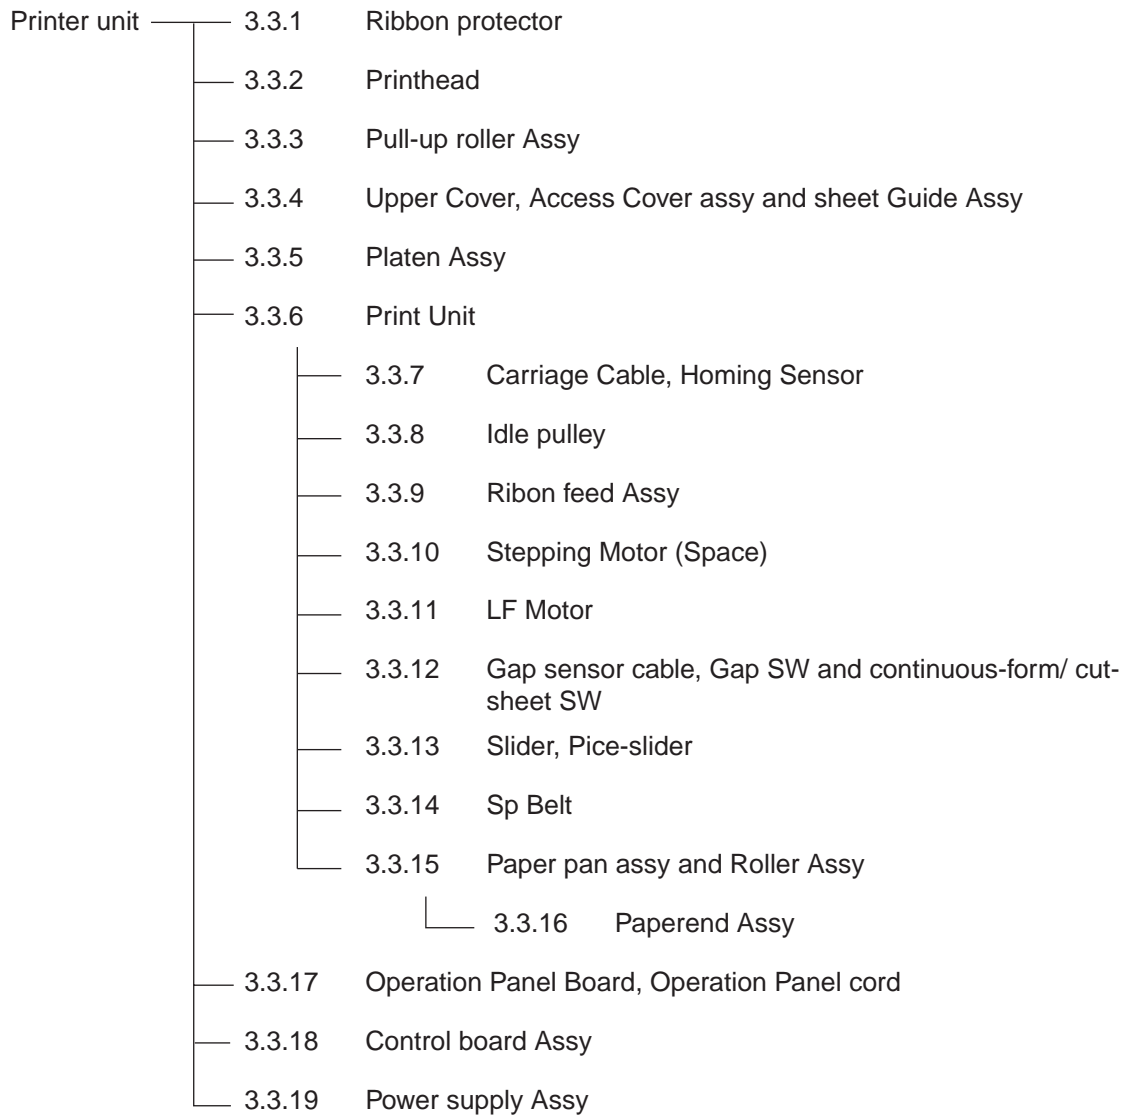 Printer unit 3.3.1 Ribbon protector
3.3.2 Printhead
3.3.3 Pull-up roller Assy
3.3.4 Upper Cover, Access Cover assy and sheet Guide Assy
3.3.5 Platen Assy
3.3.6 Print Unit
3.3.7 Carriage Cable, Homing Sensor
3.3.8 Idle pulley
3.3.9 Ribon feed Assy
3.3.10 Stepping Motor (Space)
3.3.11 LF Motor
3.3.12 Gap sensor cable, Gap SW and continuous-form/ cut-
sheet SW
3.3.13 Slider, Pice-slider
3.3.14 Sp Belt
3.3.15 Paper pan assy and Roller Assy
3.3.16 Paperend Assy
3.3.17 Operation Panel Board, Operation Panel cord
3.3.18 Control board Assy
3.3.19 Power supply Assy